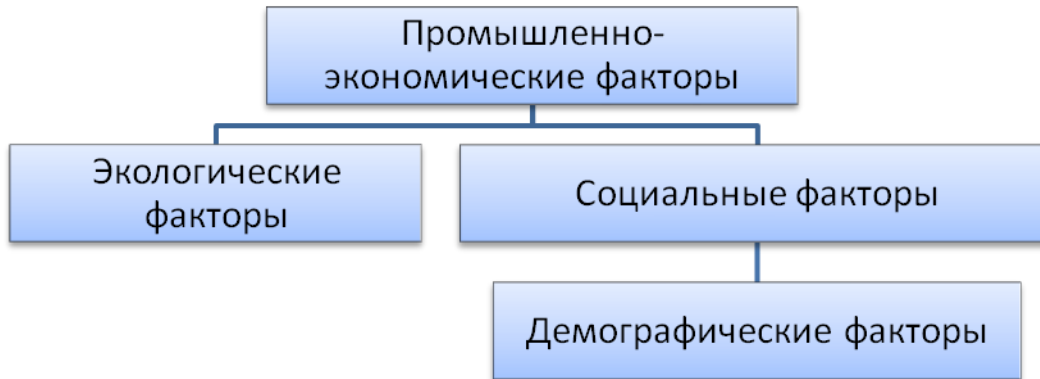 Промышленно-
экономические факторы
Экологические
факторы
Социальные факторы
Демографические факторы